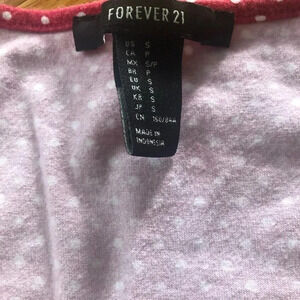 FOREVER 21
US S
CA P
MX S/P
BR P
EU S
UK S
KR S
JP S
CN 160/84A
MADE IN
INDONESIA